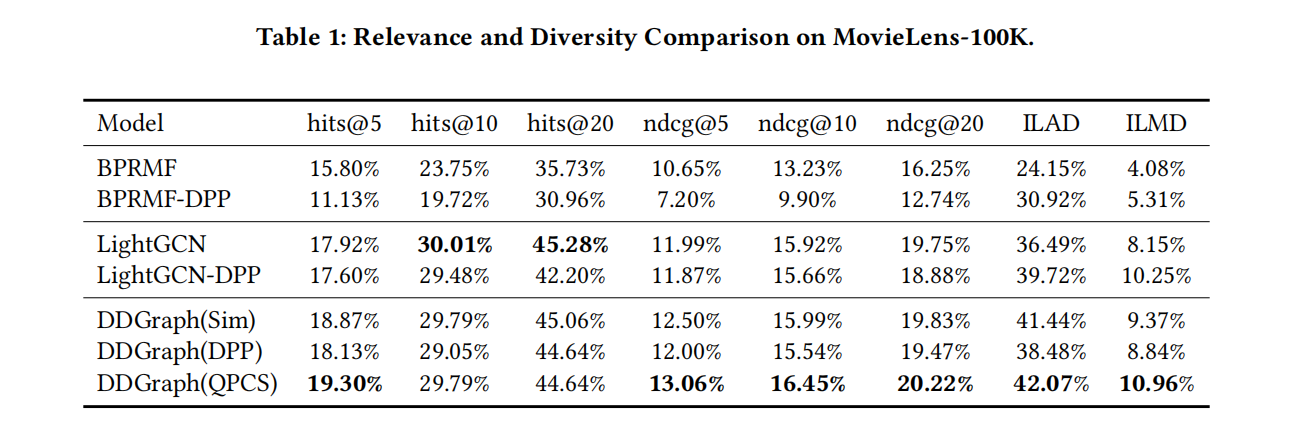 Table 1: Relevance and Diversity Comparison on MovieLens-100K.
Model hits@5 hits@10 hits@20 ndcg@5 ndcg@10 ndcg@20 ILAD ILMD
BPRMF 15.80% 23.75% 35.73% 10.65% 13.23% 16.25% 24.15% 4.08%
BPRMF-DPP 11.13% 19.72% 30.96% 7.20% 9.90% 12.74% 30.92% 5.31%
LightGCN 17.92% 30.01% 45.28% 11.99% 15.92% 19.75% 36.49% 8.15%
LightGCN-DPP 17.60% 29.48% 42.20% 11.87% 15.66% 18.88% 39.72% 10.25%
DDGraph(Sim) 18.87% 29.79% 45.06% 12.50% 15.99% 19.83% 41.44% 9.37%
DDGraph(DPP) 18.13% 29.05% 44.64% 12.00% 15.54% 19.47% 38.48% 8.84%
DDGraph(QPCS) 19.30% 29.79% 44.64% 13.06% 16.45% 20.22% 42.07% 10.96%